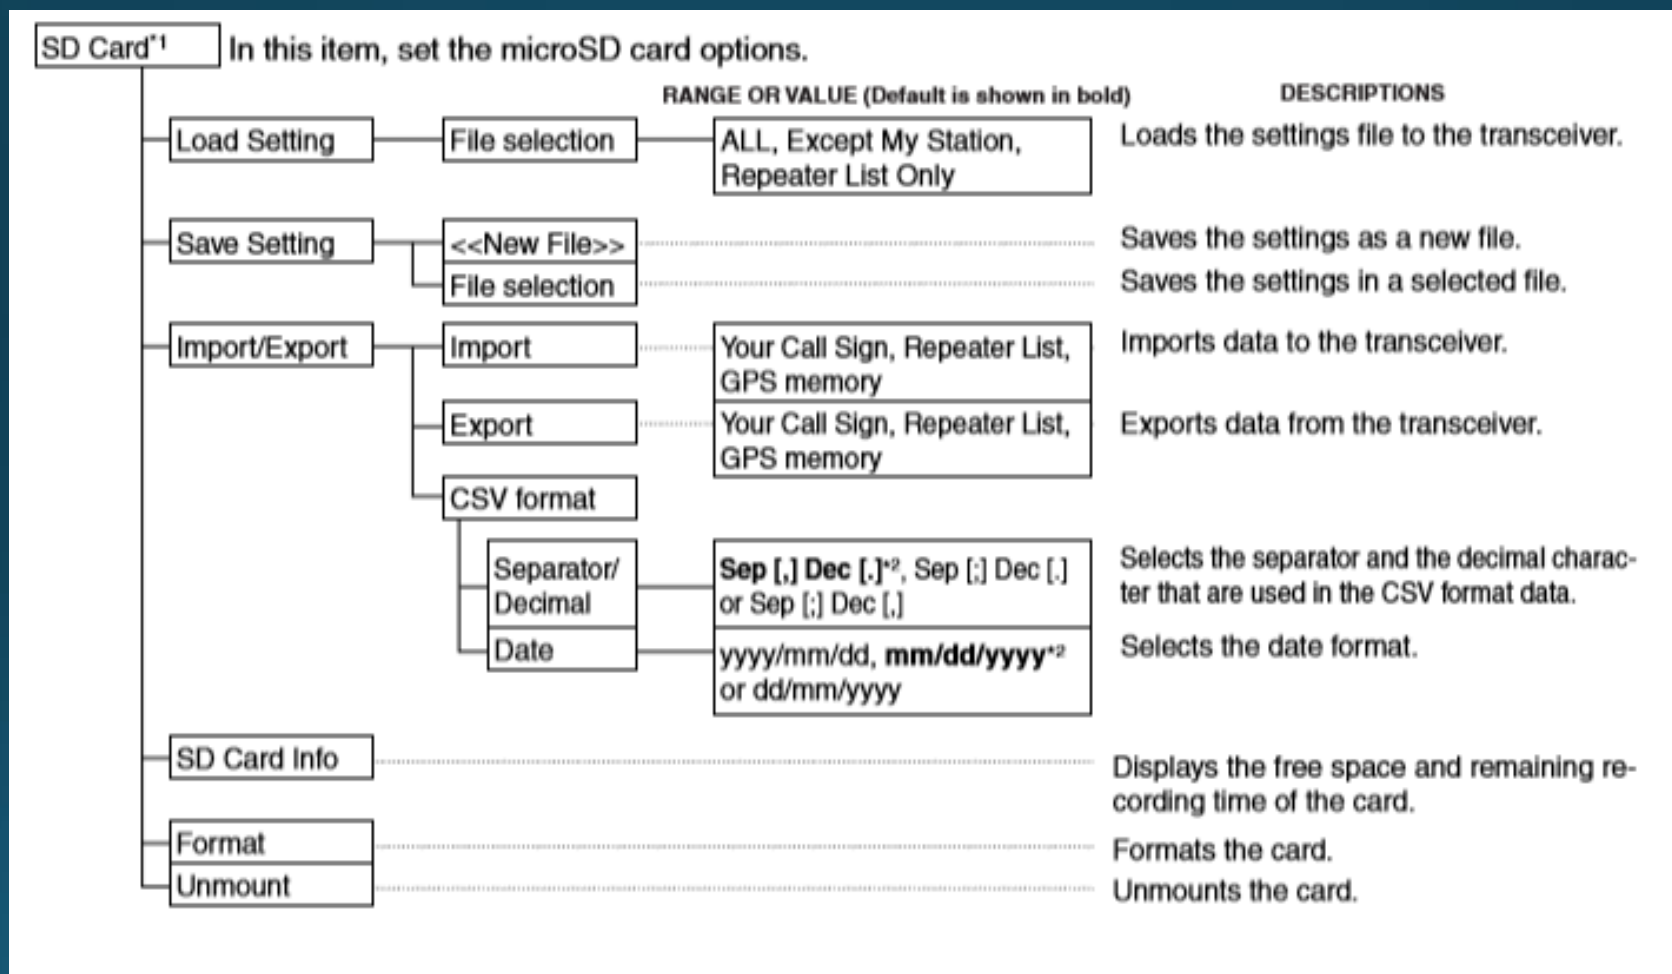 SD Card*1 In this item, set the microSD card options.
RANGE OR VALUE (Default is shown in bold) DESCRIPTIONS
Load Setting File selection ALL, Except My Station, Loads the settings file to the transceiver.
Repeater List Only
Save Setting <<New File>> Saves the settings as a new file.
File selection Saves the settings in a selected file.
Import/Export Import Your Call Sign, Repeater List, Imports data to the transceiver.
GPS memory
Export Your Call Sign, Repeater List, Exports data from the transceiver.
GPS memory
CSV format
Separator/ Sep [,] Dec [.]*2, Sep [;] Dec [.] Selects the separator and the decimal charac-
Decimal or Sep [;] Dec [,] ter that are used in the CSV format data.
Date yyyy/mm/dd, mm/dd/yyyy*2 Selects the date format.
or dd/mm/yyyy
SD Card Info Displays the free space and remaining re-
cording time of the card.
Format Formats the card.
Unmount Unmounts the card.